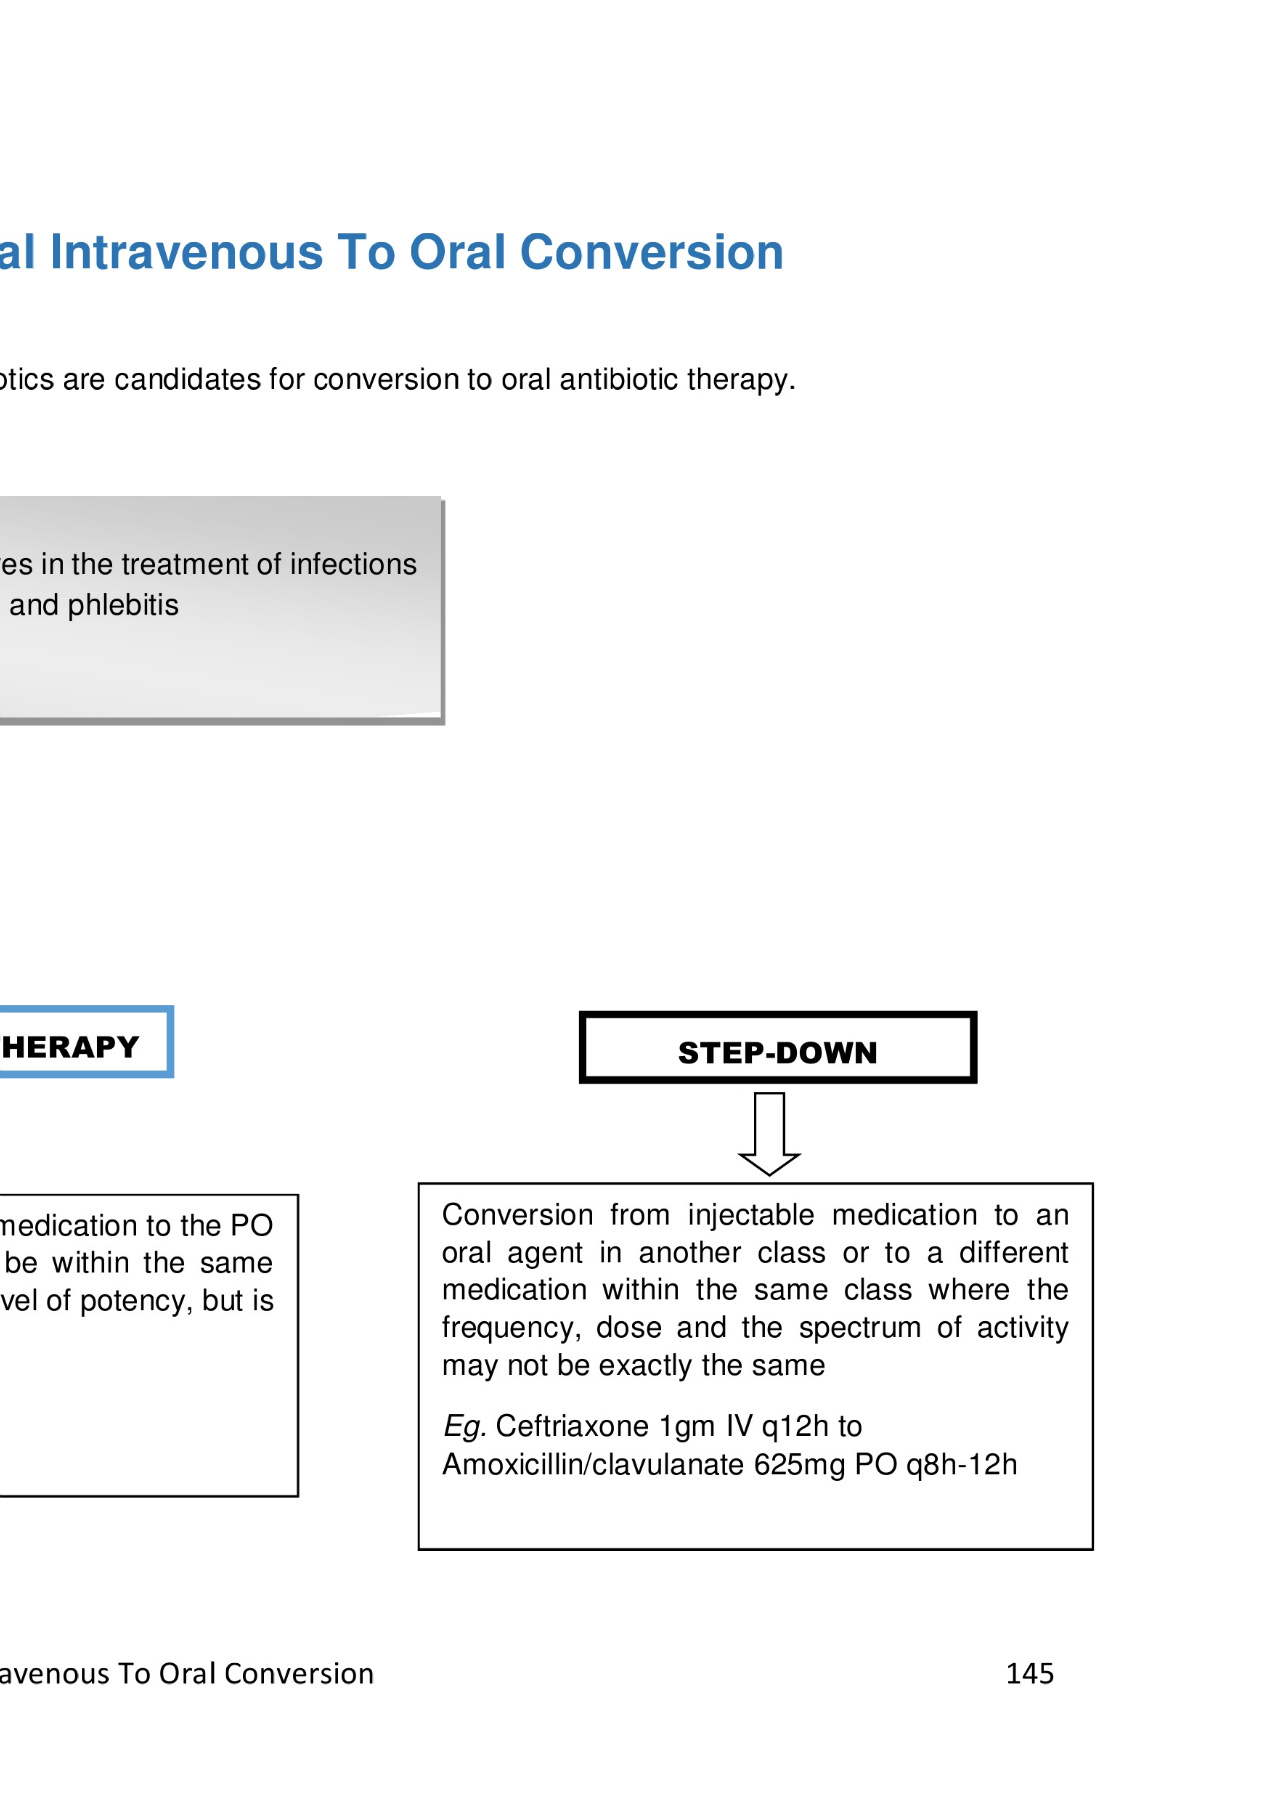 al Intravenous To Oral Conversion
otics are candidates for conversion to oral antibiotic therapy.
es in the treatment of infections
and phlebitis
HERAPY
medication to the PO
be within the same
vel of potency, but is
STEP-DOWN
Conversion from injectable medication to an
oral agent in another class or to a different
medication within the same class where the
frequency, dose and the spectrum of activity
may not be exactly the same
Eg. Ceftriaxone 1gm IV q12h to
Amoxicillin/clavulanate 625mg PO q8h-12h
avenous To Oral Conversion 145